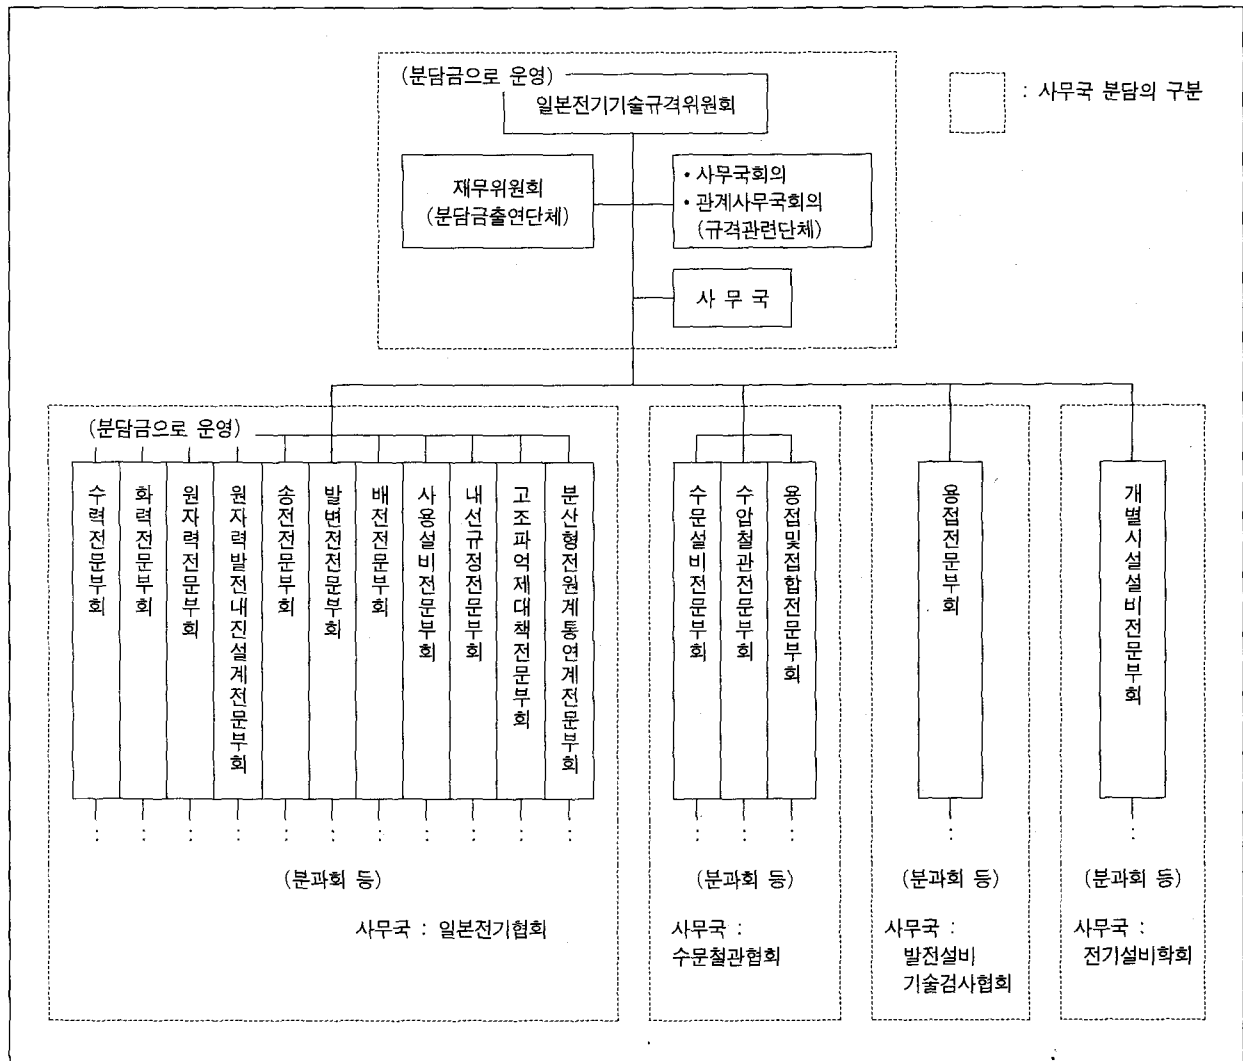 (분담금으로 운영)
일본전기기술규격위원회
: 사무국 분담의 구분
재무위원회
(분담금출연단체)
• 사무국회의
• 관계사무국회의
(규격관련단체)
사 무 국
(분담금으로 운영)
수력전문부회
화력전문부회
원자력전문부회
원자력발전내진설계전문부회
송전전문부회
발변전전문부회
배전전문부회
사용설비전문부회
내선규정전문부회
고조파억제대책전문부회
분산형전원계통연계전문부회
수문설비전문부회
수압철관전문부회
용접및접합전문부회
용접전문부회
개별시설설비전문부회
: : : : : : : : : : :
: : :
:
:
(분과회 등)
사무국 : 일본전기협회
(분과회 등)
사무국 :
수문철관협회
(분과회 등)
사무국 :
발전설비
기술검사협회
(분과회 등)
사무국 :
전기설비학회